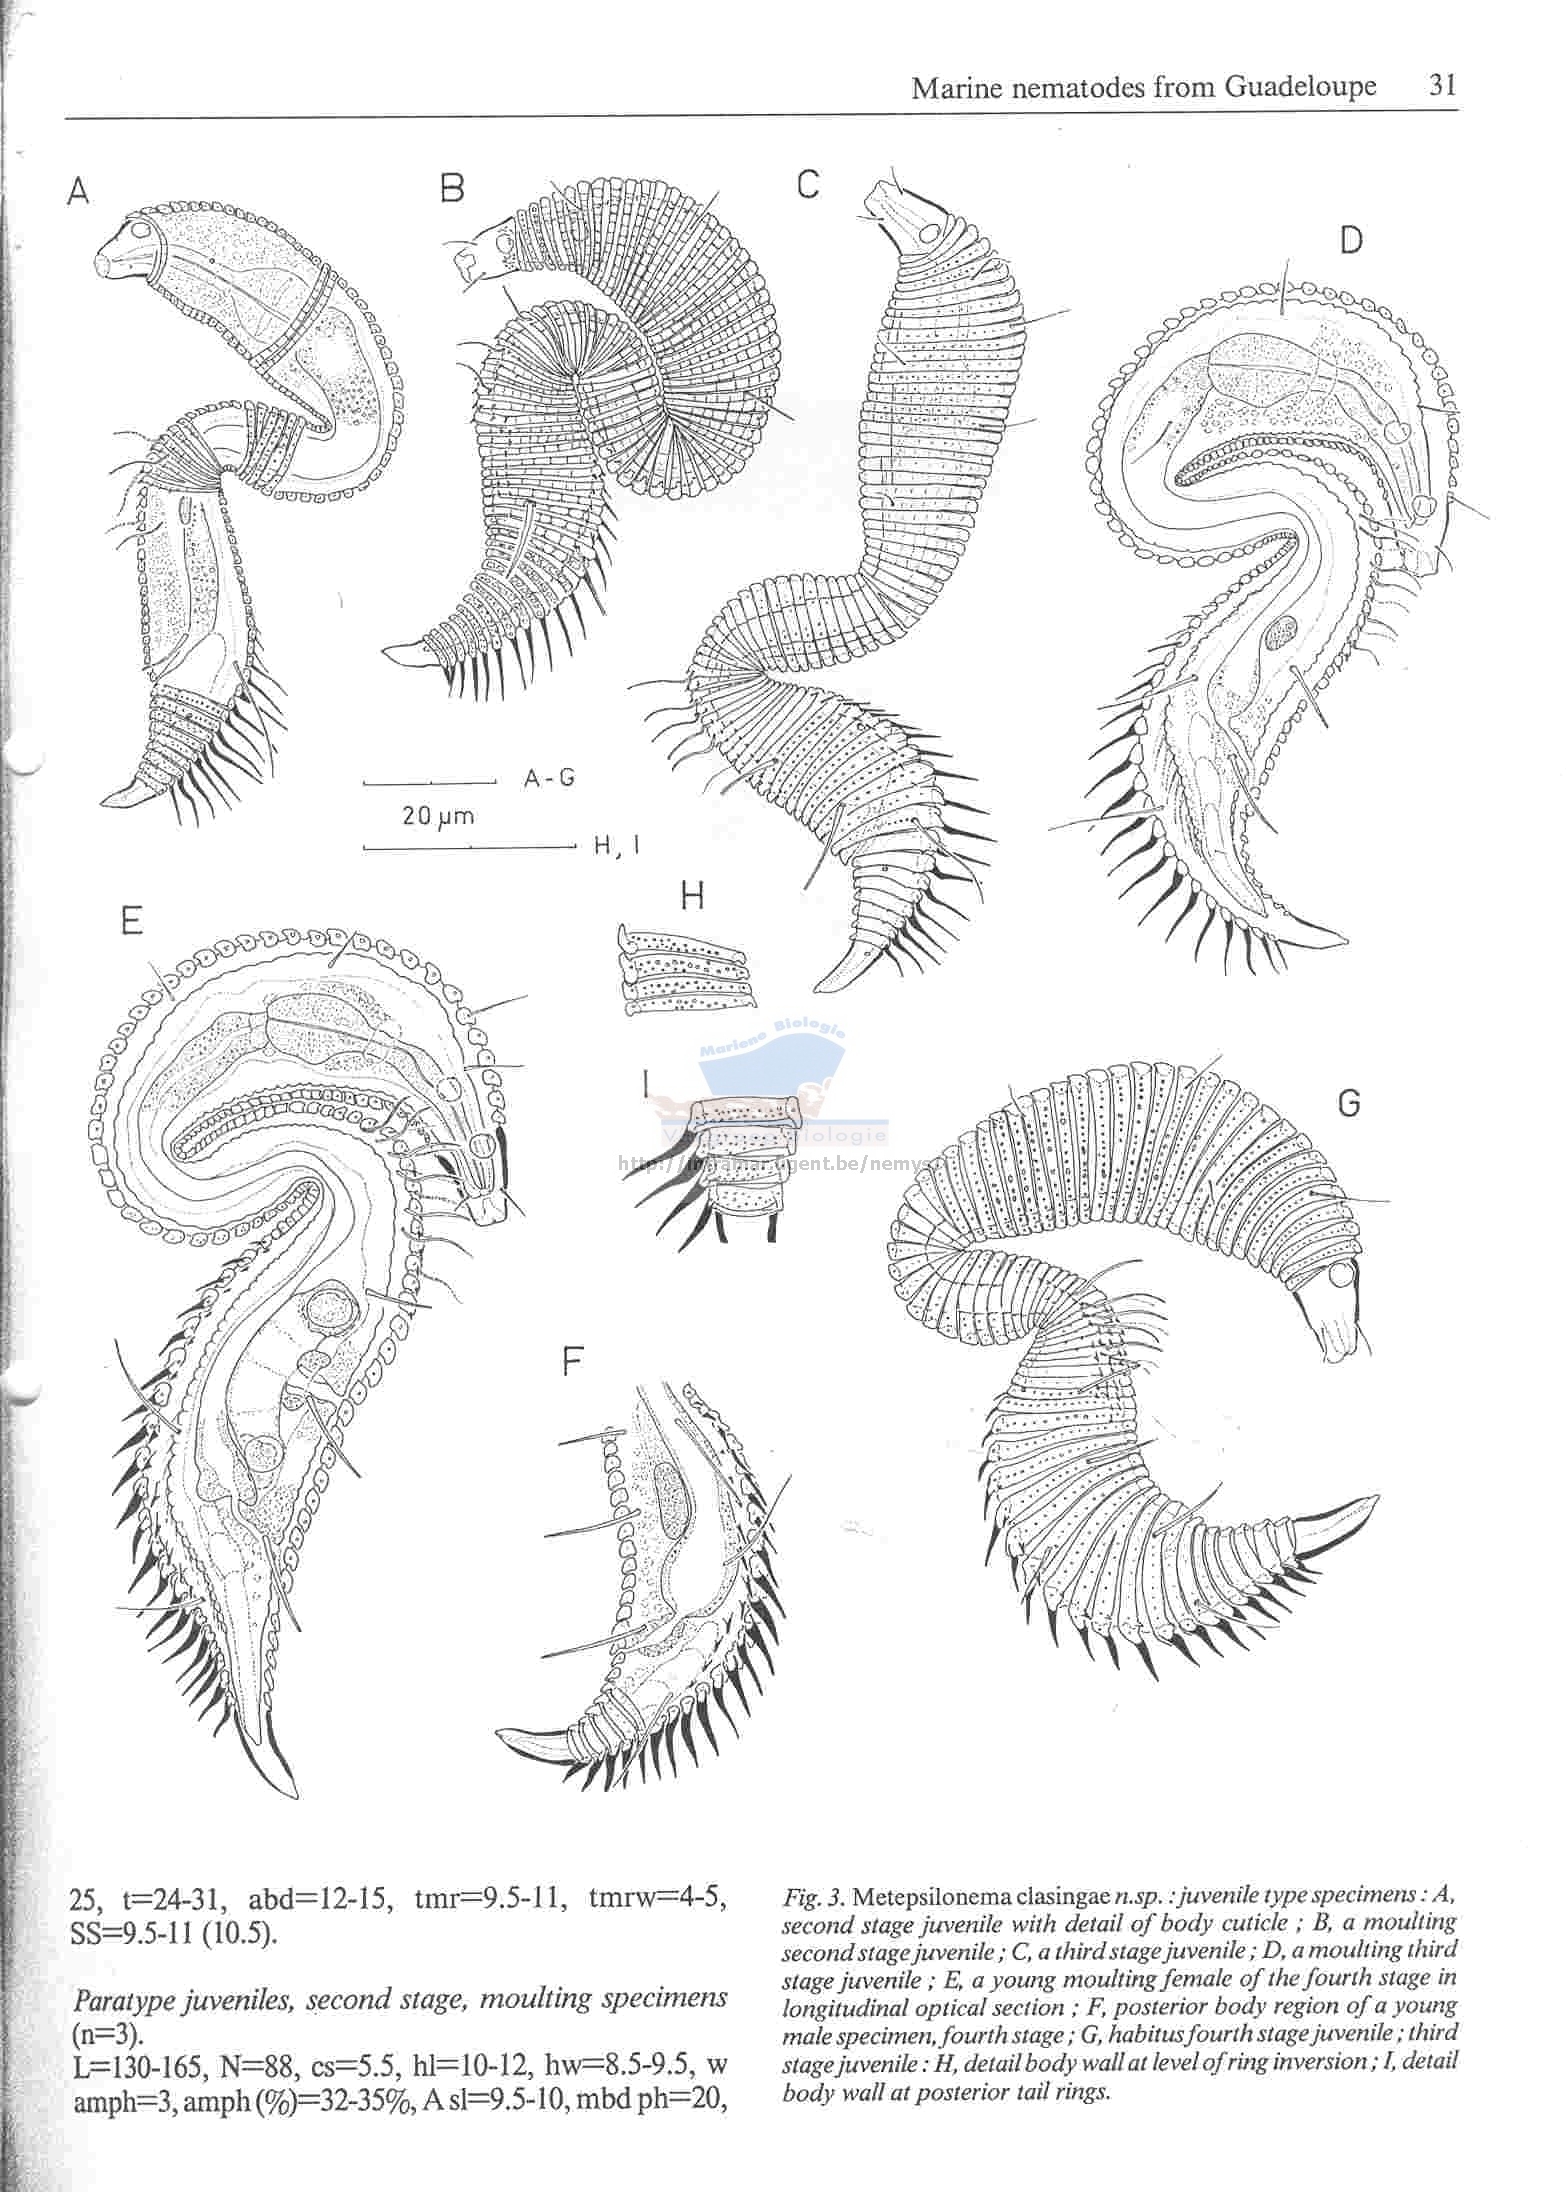 Marine nematodes from Guadeloupe 31
A
B
C
D
A-G
20 µm
H, I
E
H
Mariene Biologie
I
G
F
25, t=24-31, abd=12-15, tmr=9.5-11, tmrw=4-5,
SS=9.5-11 (10.5).
Paratype juveniles, second stage, moulting specimens
(n=3).
L=130-165, N=88, cs=5.5, hl=10-12, hw=8.5-9.5, w
amph=3, amph (%)=32-35%, A sl=9.5-10, mbd ph=20,
Fig. 3. Metepsilonema clasingae n.sp. : juvenile type specimens : A,
second stage juvenile with detail of body cuticle ; B, a moulting
second stage juvenile ; C, a third stage juvenile ; D, a moulting third
stage juvenile ; E, a young moulting female of the fourth stage in
longitudinal optical section ; F, posterior body region of a young
male specimen, fourth stage ; G, habitus fourth stage juvenile ; third
stage juvenile : H, detail body wall at level of ring inversion ; I, detail
body wall at posterior tail rings.